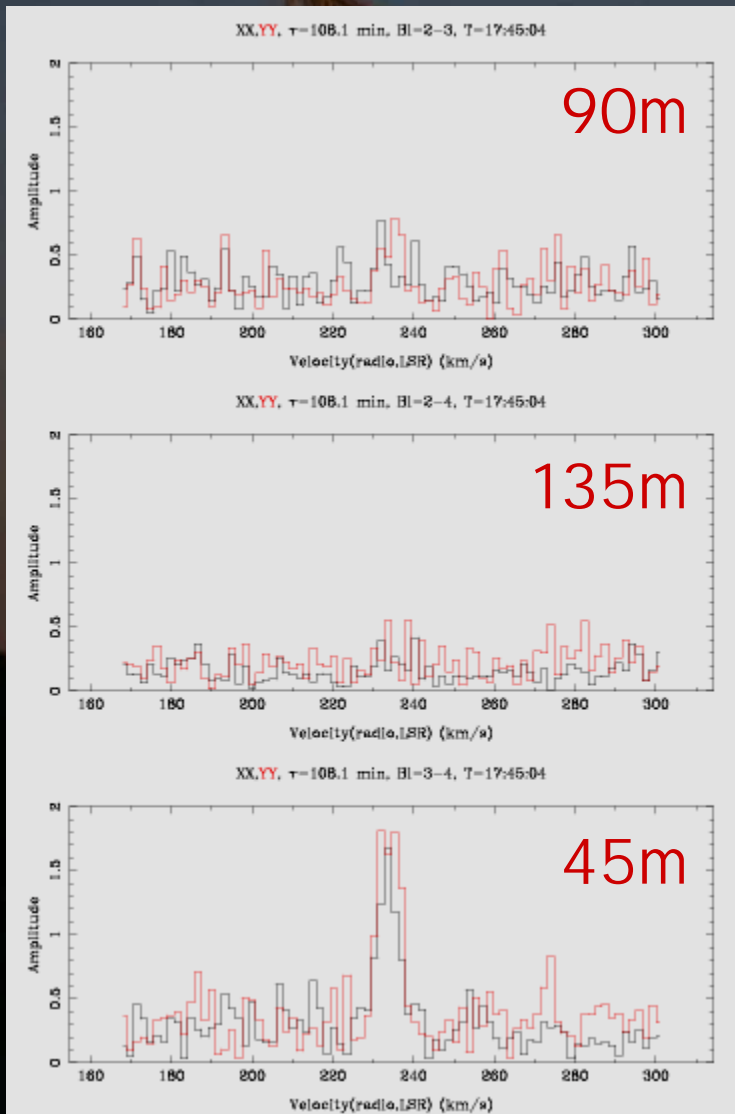 XX,YY, τ=108.1 min, Bl=2-3, T=17:45:04
90m
Amplitude
0 0.5 1 1.5 2
160 180 200 220 240 260 280 300
Velocity(radio,LSR) (km/s)
XX,YY, τ=108.1 min, Bl=2-4, T=17:45:04
135m
Amplitude
0 0.5 1 1.5 2
160 180 200 220 240 260 280 300
Velocity(radio,LSR) (km/s)
XX,YY, τ=108.1 min, Bl=3-4, T=17:45:04
45m
Amplitude
0 0.5 1 1.5 2
160 180 200 220 240 260 280 300
Velocity(radio,LSR) (km/s)